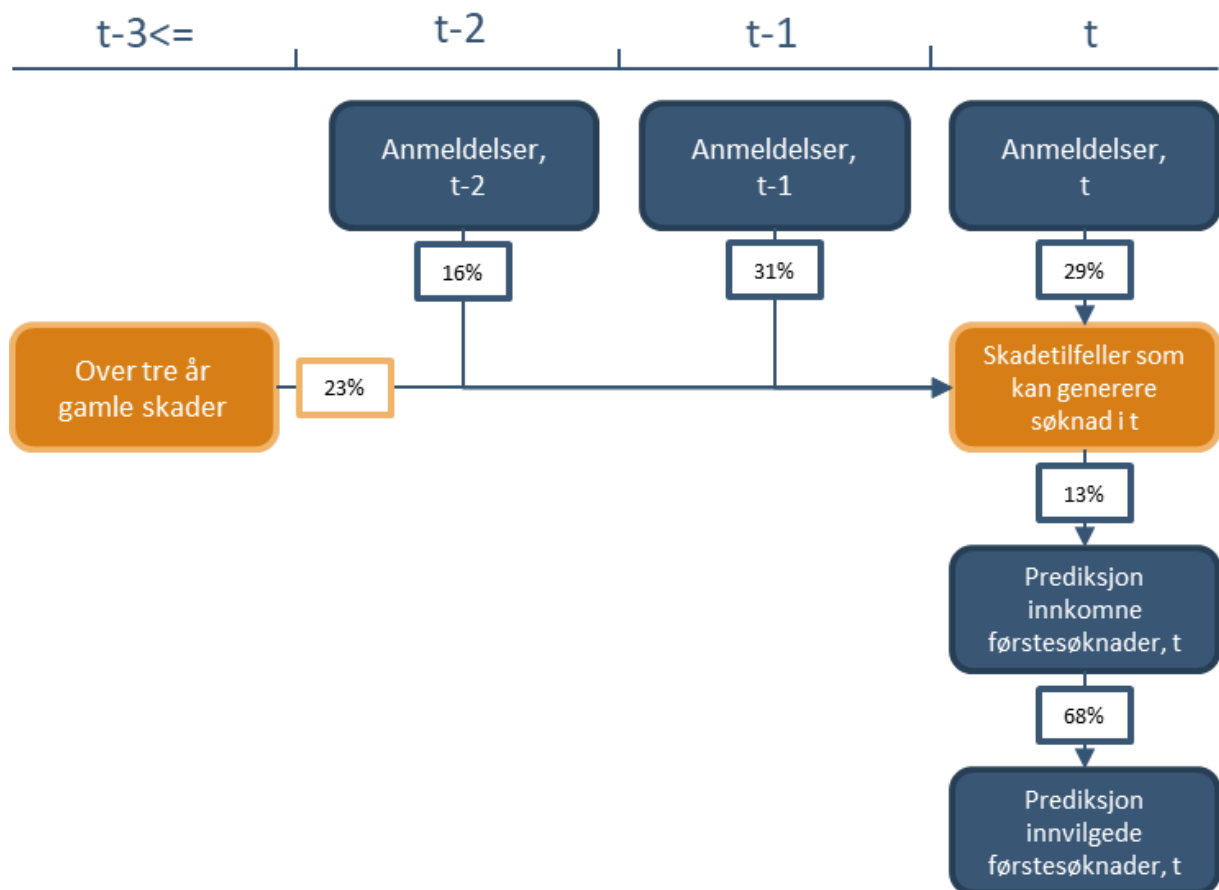 t-3<=
t-2
t-1
t
Anmeldelser,
t-2
Anmeldelser,
t-1
Anmeldelser,
t
16%
31%
29%
Over tre år
gamle skader
23%
Skadetilfeller som
kan generere
søknad i t
13%
Prediksjon
innkomne
førstesøknader, t
68%
Prediksjon
innvilgede
førstesøknader, t